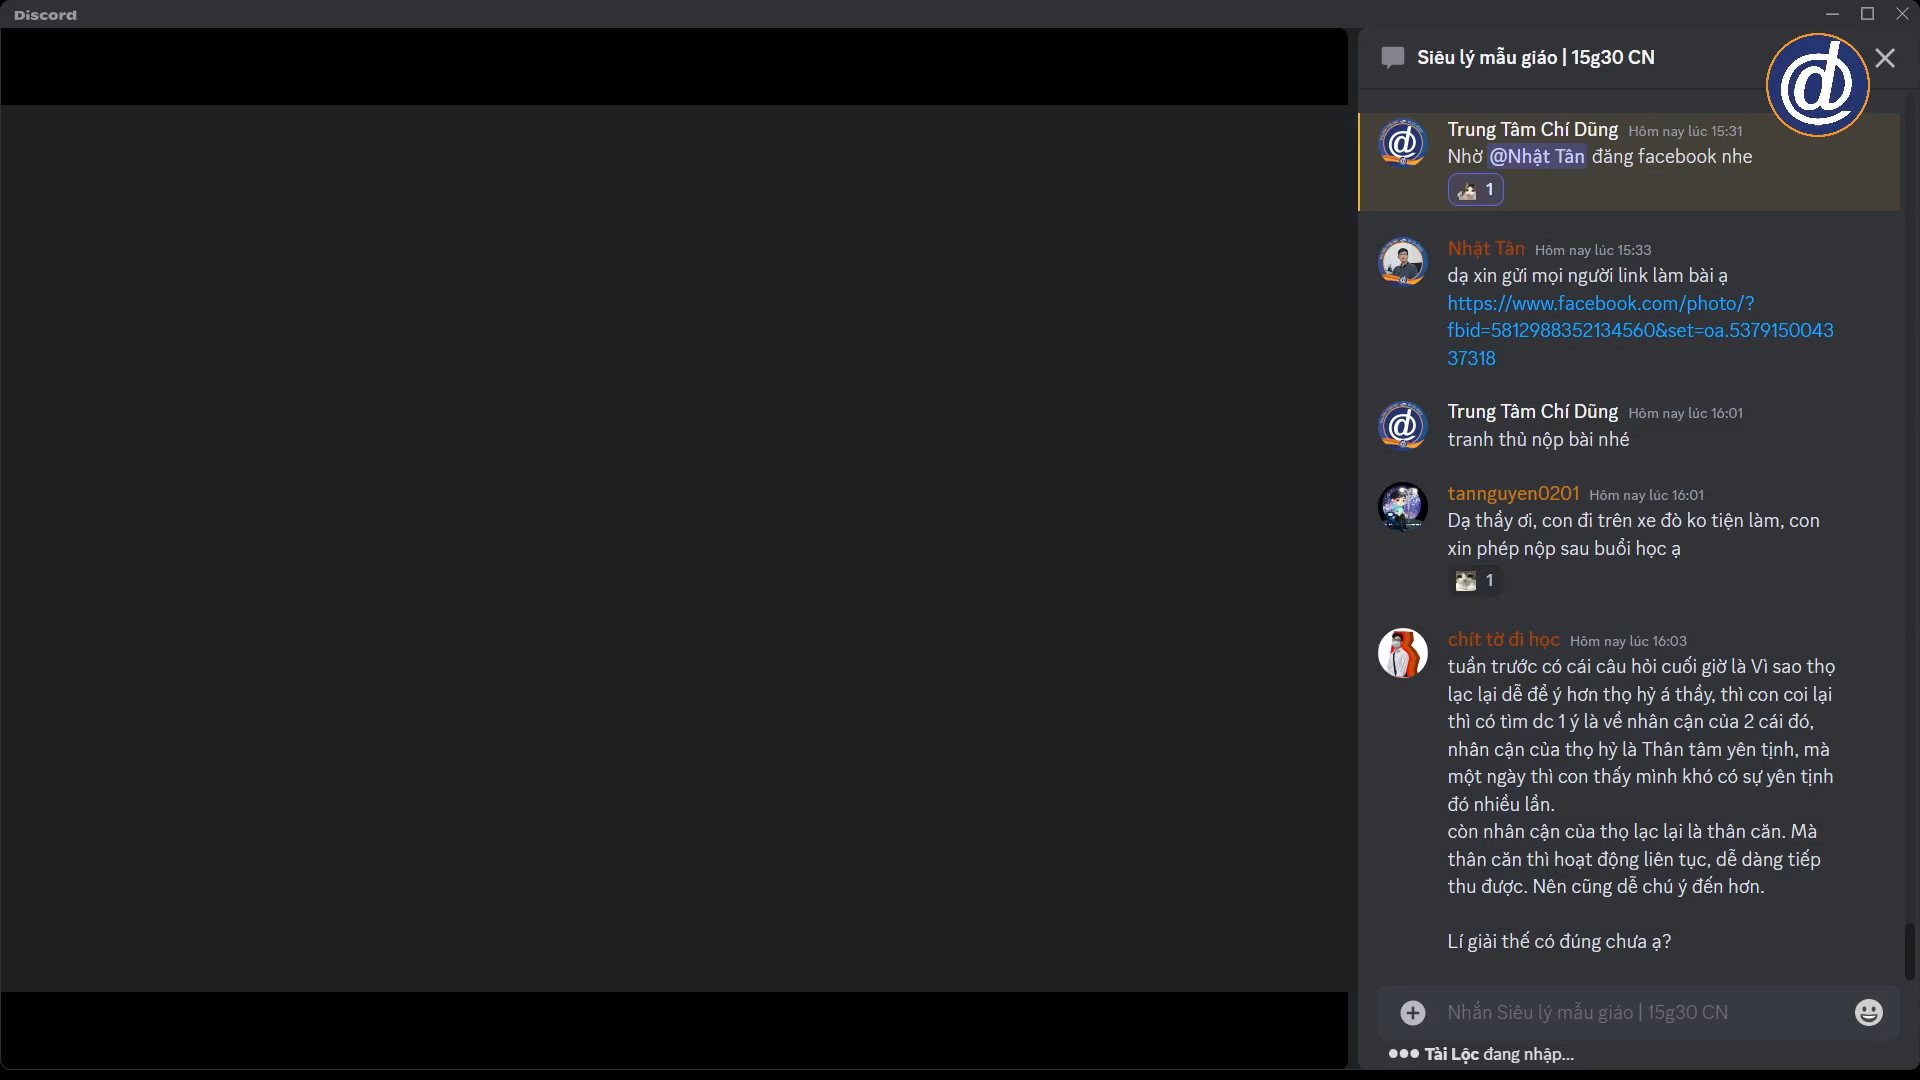 Discord
Siêu lý mẫu giáo | 15g30 CN
Trung Tâm Chí Dũng Hôm nay lúc 15:31
Nhờ @Nhật Tân đăng facebook nhe
1
Nhật Tân Hôm nay lúc 15:33
dạ xin gửi mọi người link làm bài ạ
https://www.facebook.com/photo/?
fbid=5812988352134560&set=oa.5379150043
37318
Trung Tâm Chí Dũng Hôm nay lúc 16:01
tranh thủ nộp bài nhé
tannguyen0201 Hôm nay lúc 16:01
Dạ thầy ơi, con đi trên xe đò ko tiện làm, con
xin phép nộp sau buổi học ạ
1
chít tờ đi học Hôm nay lúc 16:03
tuần trước có cái câu hỏi cuối giờ là Vì sao thọ
lạc lại dễ để ý hơn thọ hỷ á thầy, thì con coi lại
thì có tìm dc 1 ý là về nhân cận của 2 cái đó,
nhân cận của thọ hỷ là Thân tâm yên tịnh, mà
một ngày thì con thấy mình khó có sự yên tịnh
đó nhiều lần.
còn nhân cận của thọ lạc lại là thân căn. Mà
thân căn thì hoạt động liên tục, dễ dàng tiếp
thu được. Nên cũng dễ chú ý đến hơn.
Lí giải thế có đúng chưa ạ?
Nhắn Siêu lý mẫu giáo | 15g30 CN
Tài Lộc đang nhập...